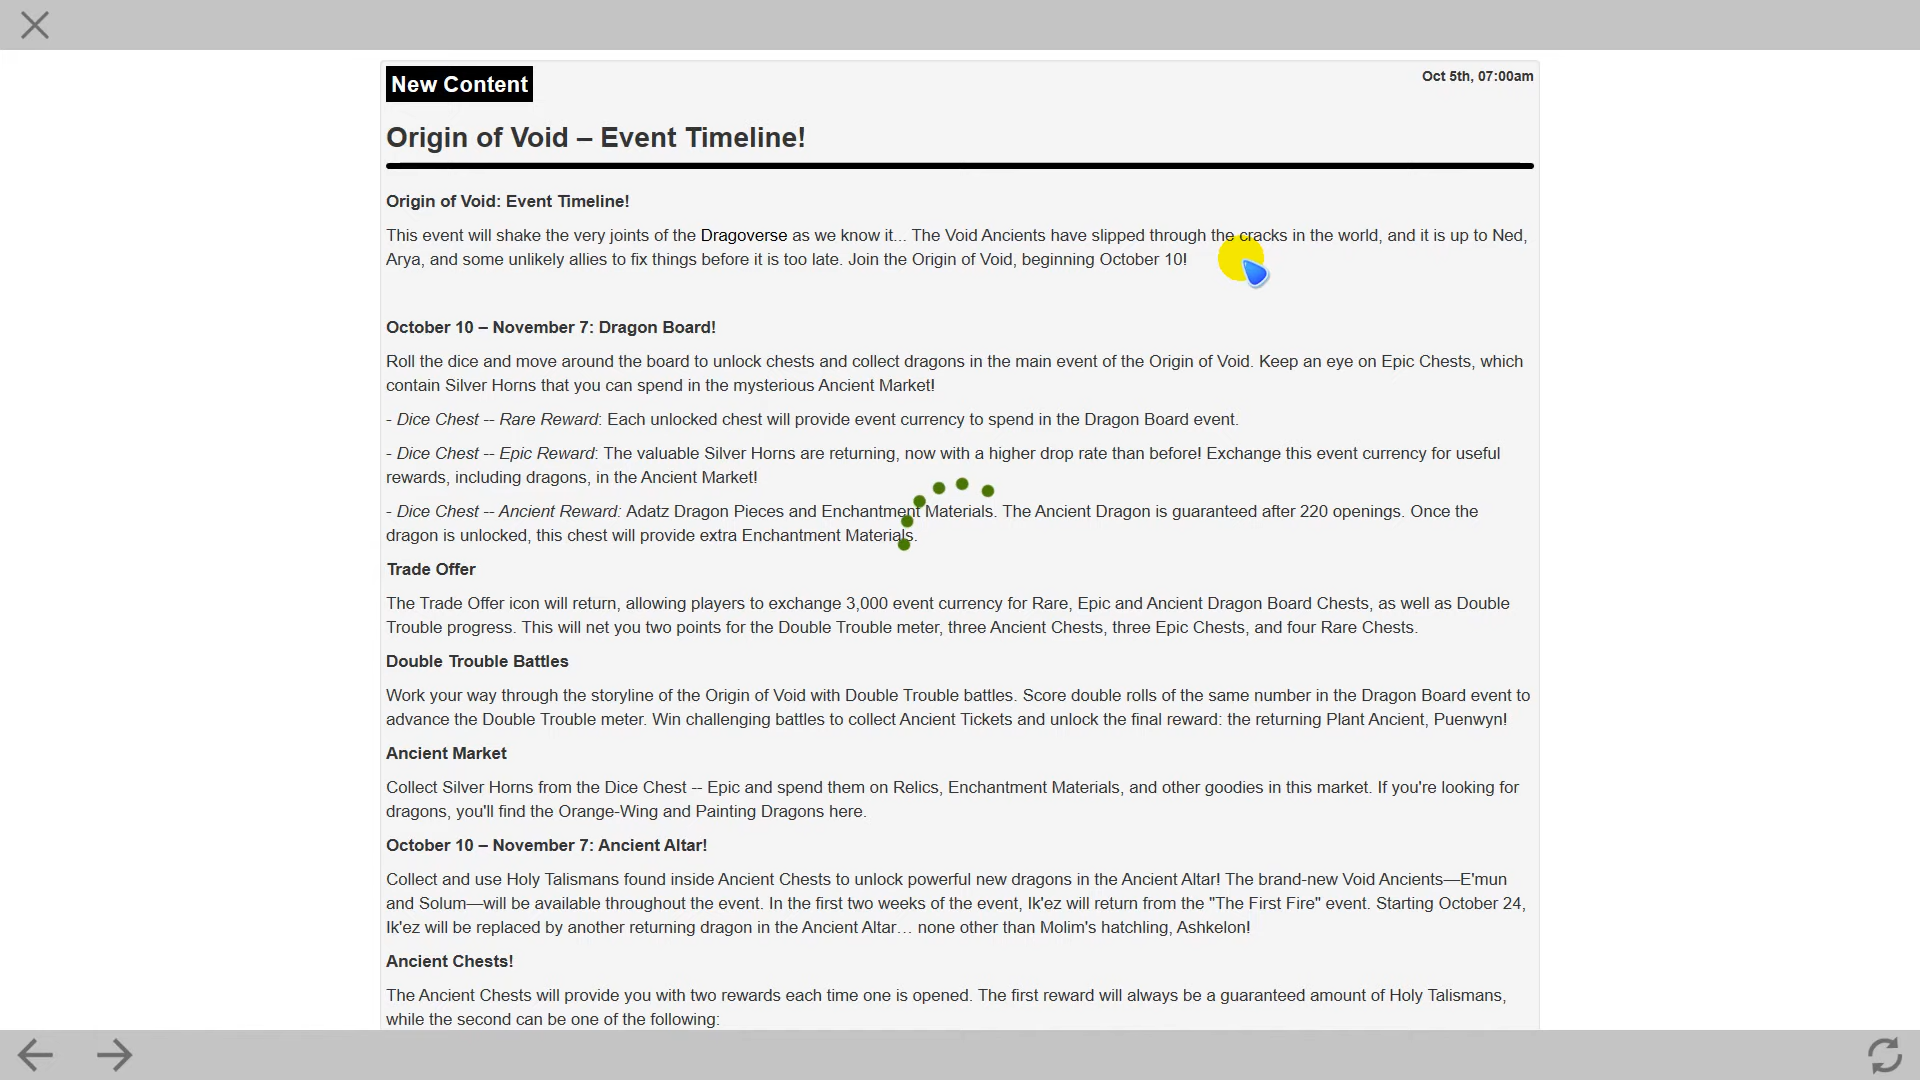 New Content
Oct 5th, 07:00am
Origin of Void – Event Timeline!
Origin of Void: Event Timeline!
This event will shake the very joints of the Dragoverse as we know it... The Void Ancients have slipped through the cracks in the world, and it is up to Ned,
Arya, and some unlikely allies to fix things before it is too late. Join the Origin of Void, beginning October 10!
October 10 – November 7: Dragon Board!
Roll the dice and move around the board to unlock chests and collect dragons in the main event of the Origin of Void. Keep an eye on Epic Chests, which
contain Silver Horns that you can spend in the mysterious Ancient Market!
- Dice Chest -- Rare Reward: Each unlocked chest will provide event currency to spend in the Dragon Board event.
- Dice Chest -- Epic Reward: The valuable Silver Horns are returning, now with a higher drop rate than before! Exchange this event currency for useful
rewards, including dragons, in the Ancient Market!
- Dice Chest -- Ancient Reward: Adatz Dragon Pieces and Enchantment Materials. The Ancient Dragon is guaranteed after 220 openings. Once the
dragon is unlocked, this chest will provide extra Enchantment Materials.
Trade Offer
The Trade Offer icon will return, allowing players to exchange 3,000 event currency for Rare, Epic and Ancient Dragon Board Chests, as well as Double
Trouble progress. This will net you two points for the Double Trouble meter, three Ancient Chests, three Epic Chests, and four Rare Chests.
Double Trouble Battles
Work your way through the storyline of the Origin of Void with Double Trouble battles. Score double rolls of the same number in the Dragon Board event to
advance the Double Trouble meter. Win challenging battles to collect Ancient Tickets and unlock the final reward: the returning Plant Ancient, Puenwyn!
Ancient Market
Collect Silver Horns from the Dice Chest -- Epic and spend them on Relics, Enchantment Materials, and other goodies in this market. If you're looking for
dragons, you'll find the Orange-Wing and Painting Dragons here.
October 10 – November 7: Ancient Altar!
Collect and use Holy Talismans found inside Ancient Chests to unlock powerful new dragons in the Ancient Altar! The brand-new Void Ancients—E'mun
and Solum—will be available throughout the event. In the first two weeks of the event, Ik'ez will return from the "The First Fire" event. Starting October 24,
Ik'ez will be replaced by another returning dragon in the Ancient Altar… none other than Molim's hatchling, Ashkelon!
Ancient Chests!
The Ancient Chests will provide you with two rewards each time one is opened. The first reward will always be a guaranteed amount of Holy Talismans,
while the second can be one of the following: